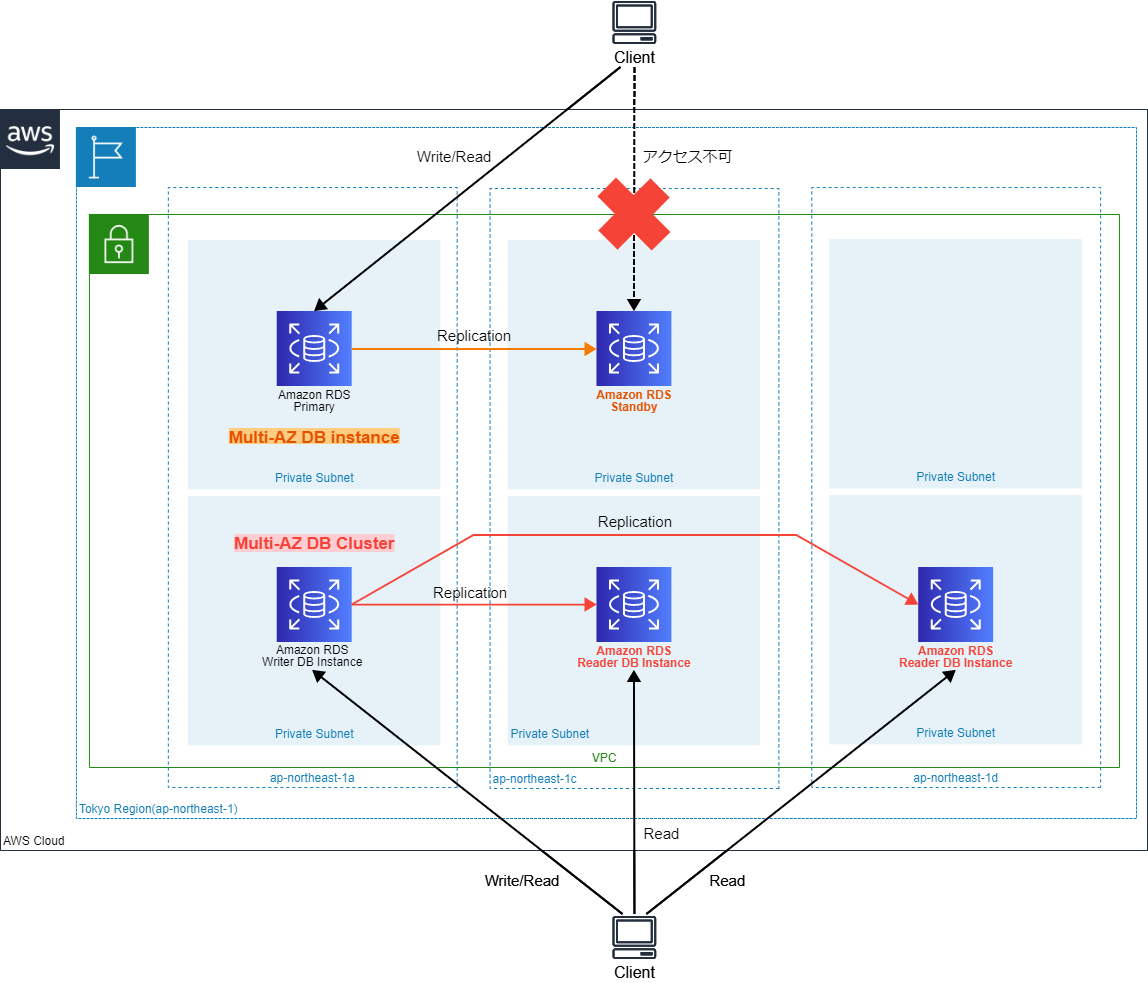 Client
aws
Write/Read
アクセス不可
Replication
Amazon RDS
Primary
Amazon RDS
Standby
Multi-AZ DB instance
Private Subnet
Private Subnet
Private Subnet
Replication
Multi-AZ DB Cluster
Replication
Amazon RDS
Writer DB Instance
Amazon RDS
Reader DB Instance
Amazon RDS
Reader DB Instance
Private Subnet
Private Subnet
Private Subnet
VPC
ap-northeast-1a
ap-northeast-1c
ap-northeast-1d
Tokyo Region(ap-northeast-1)
AWS Cloud
Read
Write/Read
Read
Client